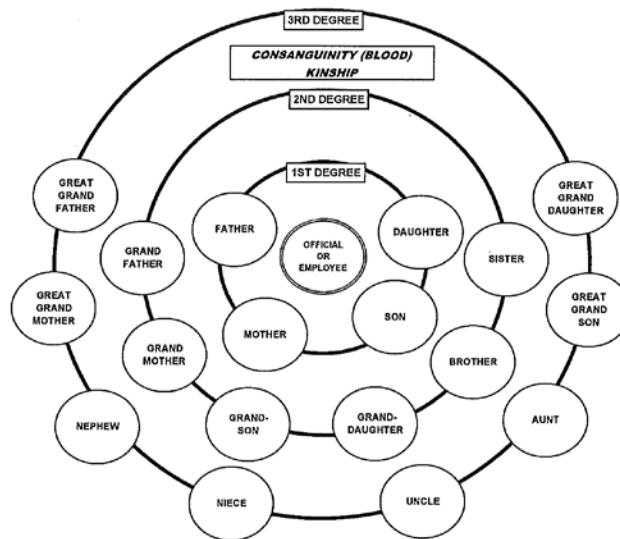 3RD DEGREE
CONSANGUINITY (BLOOD)
KINSHIP
2ND DEGREE
1ST DEGREE
GREAT
GRAND
FATHER
FATHER
DAUGHTER
GREAT
GRAND
DAUGHTER
GRAND
FATHER
OFFICIAL
OR
EMPLOYEE
SISTER
GREAT
GRAND
MOTHER
MOTHER
SON
GREAT
GRAND
SON
GRAND
MOTHER
BROTHER
NEPHEW
GRAND-
SON
GRAND-
DAUGHTER
AUNT
NIECE
UNCLE